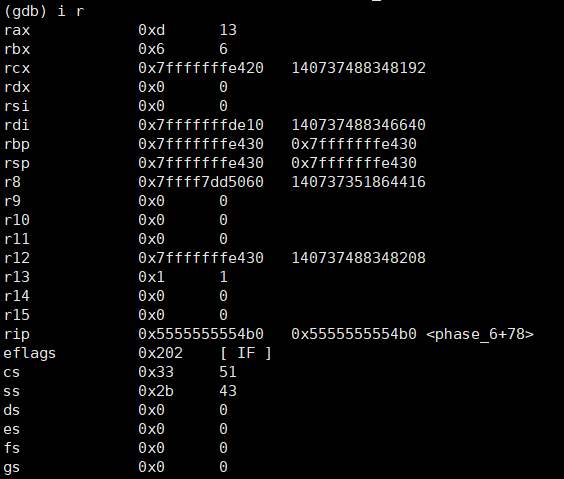 (gdb) i r
rax 0xd 13
rbx 0x6 6
rcx 0x7fffffffe420 140737488348192
rdx 0x0 0
rsi 0x0 0
rdi 0x7fffffffde10 140737488346640
rbp 0x7fffffffe430 0x7fffffffe430
rsp 0x7fffffffe430 0x7fffffffe430
r8 0x7ffff7dd5060 140737351864416
r9 0x0 0
r10 0x0 0
r11 0x0 0
r12 0x7fffffffe430 140737488348208
r13 0x1 1
r14 0x0 0
r15 0x0 0
rip 0x5555555554b0 0x5555555554b0 <phase_6+78>
eflags 0x202 [ IF ]
cs 0x33 51
ss 0x2b 43
ds 0x0 0
es 0x0 0
fs 0x0 0
gs 0x0 0